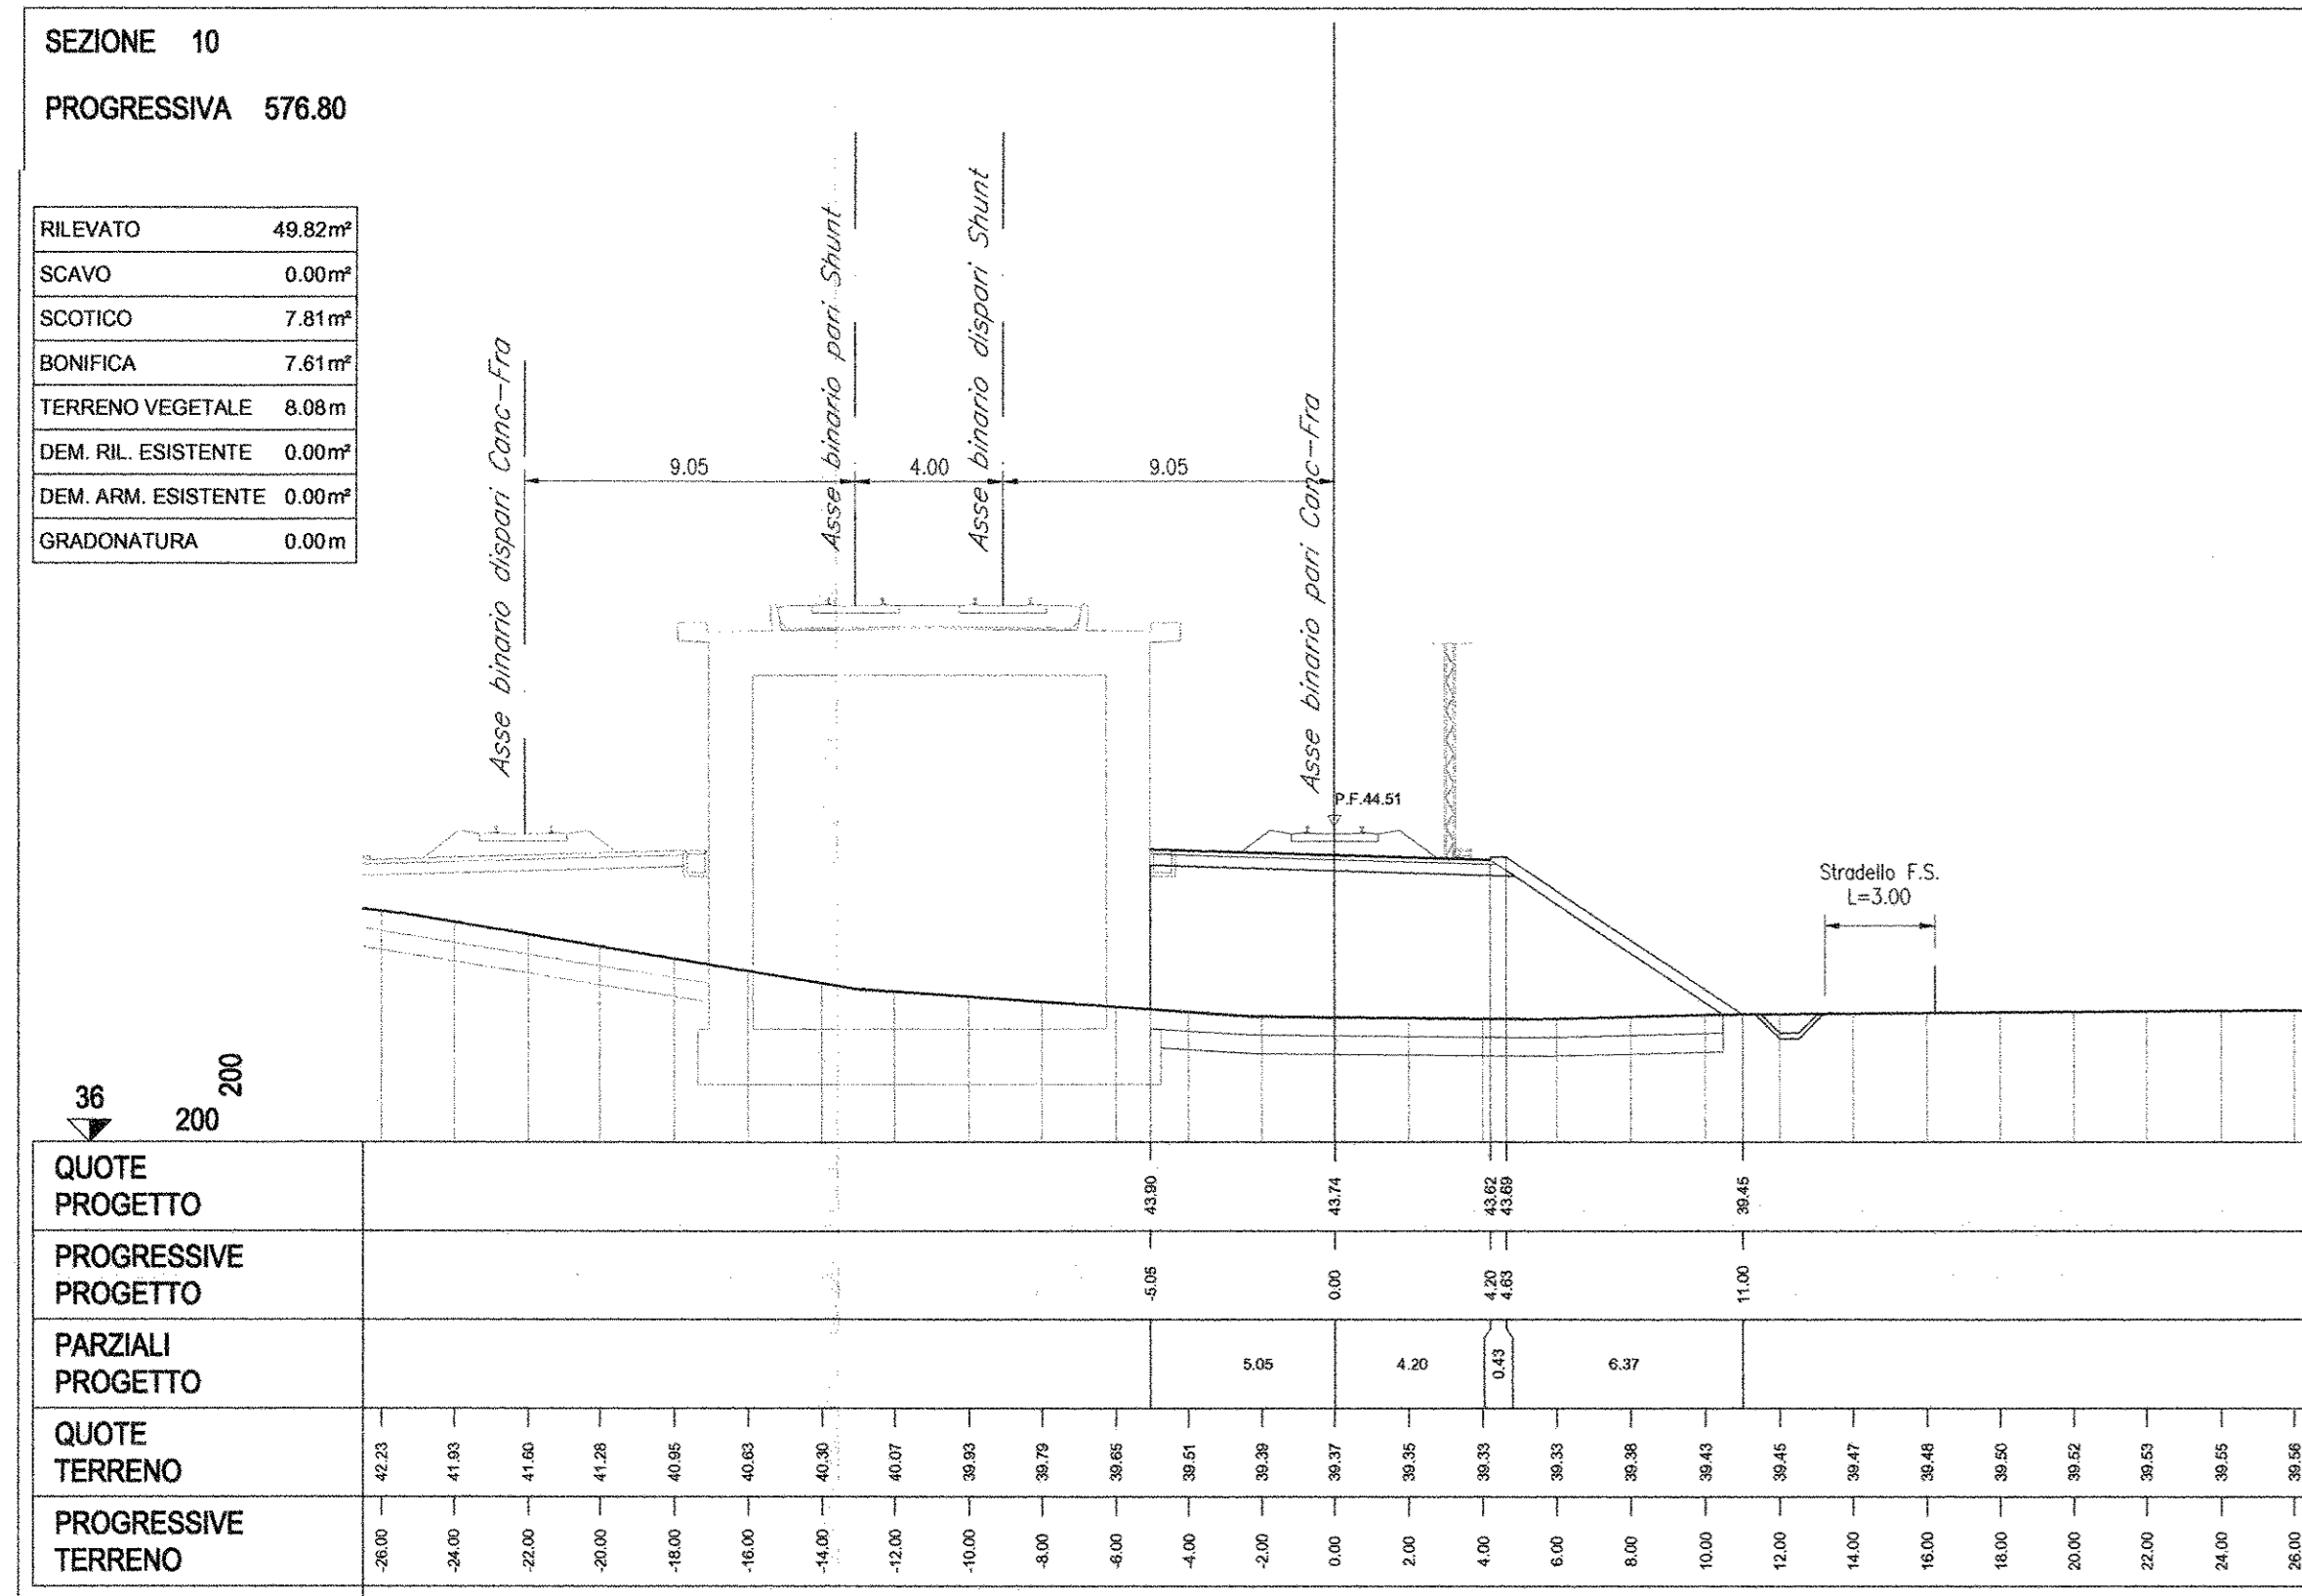 SEZIONE 10
PROGRESSIVA 576.80
RILEVATO 49.82m²
SCAVO 0.00m²
SCOTICO 7.81m²
BONIFICA 7.61m²
TERRENO VEGETALE 8.08m
DEM. RIL. ESISTENTE 0.00m²
DEM. ARM. ESISTENTE 0.00m²
GRADONATURA 0.00m
Asse binario dispari Canc-Fra
Asse binario pari Shunt
Asse binario dispari Shunt
Asse binario pari Canc-Fra
9.05 4.00 9.05
P.F.44.51
Stradello F.S.
L=3.00
36
200
200
QUOTE
PROGETTO
43.90 43.74 43.62 43.69 39.45
PROGRESSIVE
PROGETTO
-5.05 0.00 4.20 4.63 11.00
PARZIALI
PROGETTO
5.05 4.20 0.43 6.37
QUOTE
TERRENO
42.23 41.93 41.60 41.28 40.95 40.63 40.30 40.07 39.93 39.79 39.65 39.51 39.39 39.37 39.35 39.33 39.33 39.38 39.43 39.45 39.47 39.48 39.50 39.52 39.53 39.55 39.56
PROGRESSIVE
TERRENO
-26.00 -24.00 -22.00 -20.00 -18.00 -16.00 -14.00 -12.00 -10.00 -8.00 -6.00 -4.00 -2.00 0.00 2.00 4.00 6.00 8.00 10.00 12.00 14.00 16.00 18.00 20.00 22.00 24.00 26.00